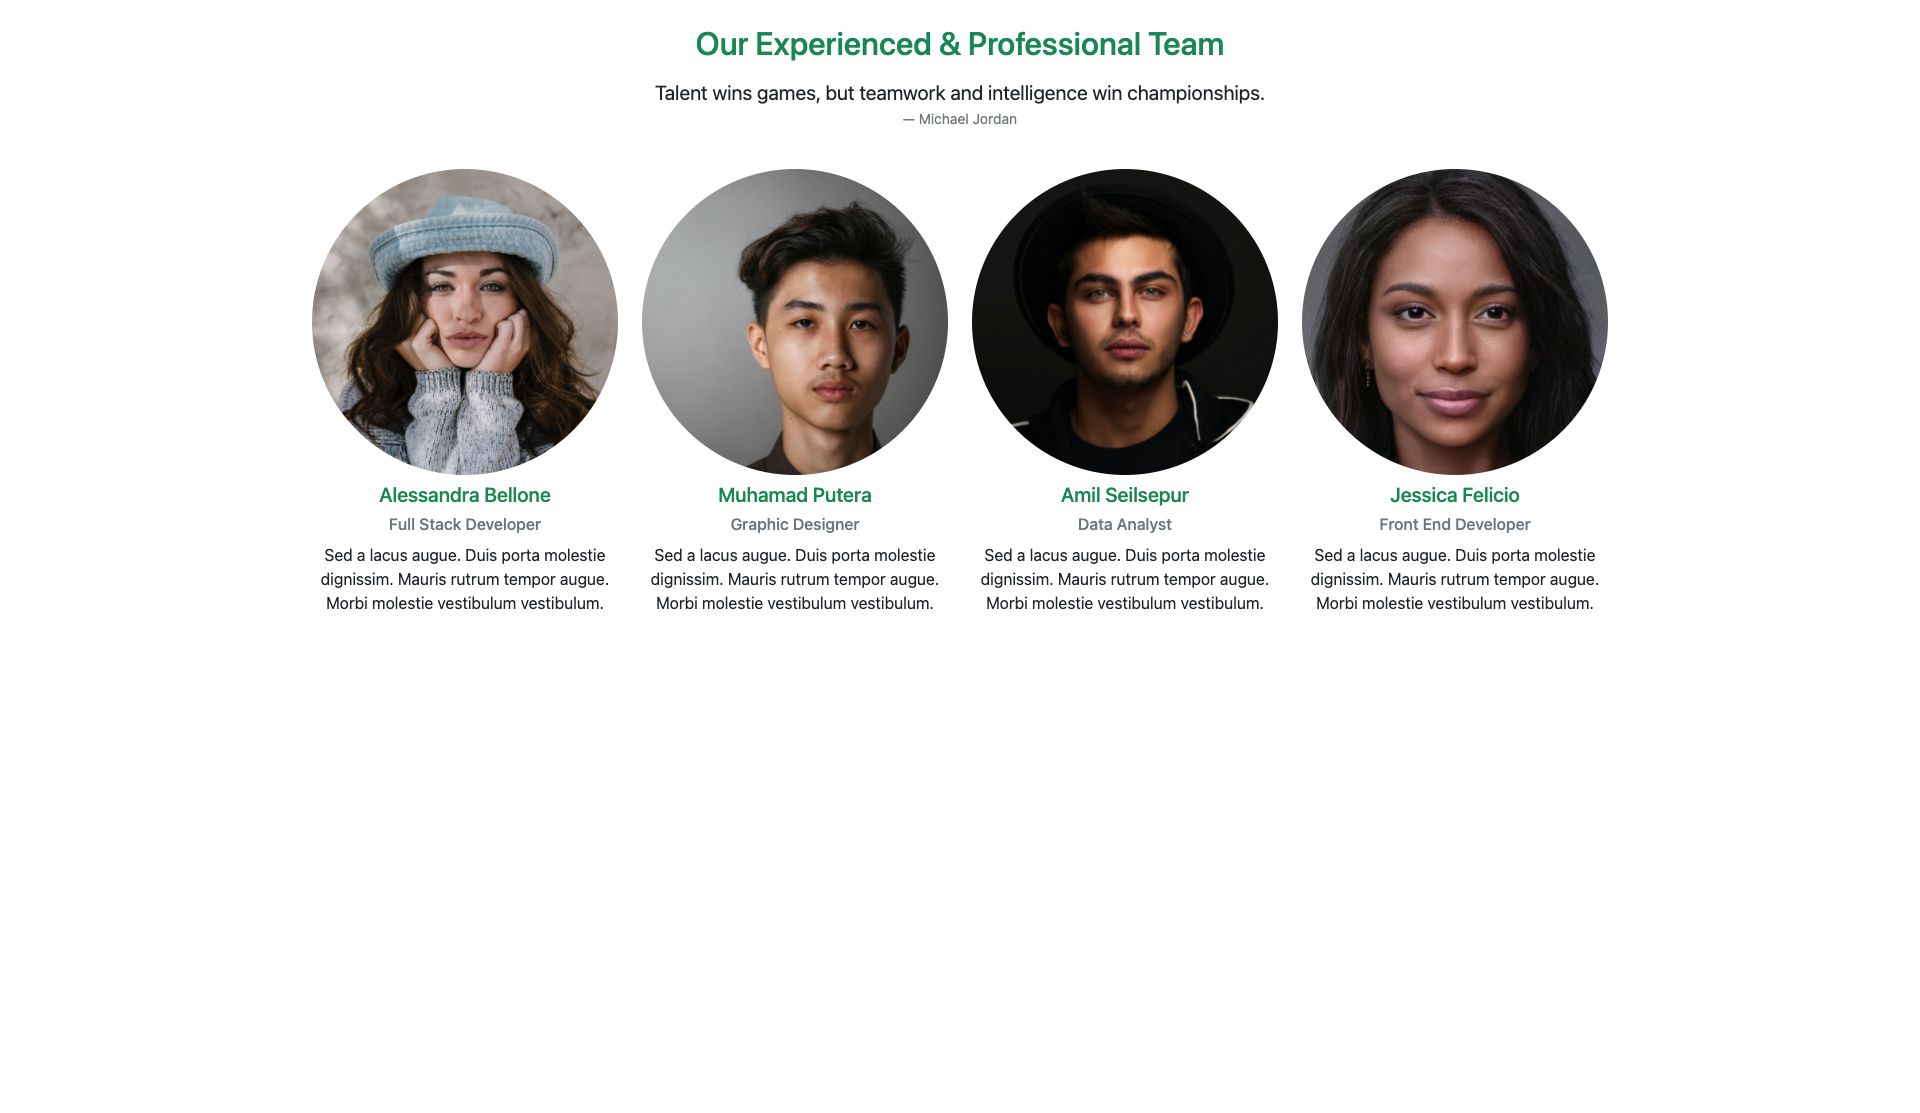 Our Experienced & Professional Team
Talent wins games, but teamwork and intelligence win championships.
— Michael Jordan
Alessandra Bellone
Full Stack Developer
Sed a lacus augue. Duis porta molestie
dignissim. Mauris rutrum tempor augue.
Morbi molestie vestibulum vestibulum.
Muhamad Putera
Graphic Designer
Sed a lacus augue. Duis porta molestie
dignissim. Mauris rutrum tempor augue.
Morbi molestie vestibulum vestibulum.
Amil Seilsepur
Data Analyst
Sed a lacus augue. Duis porta molestie
dignissim. Mauris rutrum tempor augue.
Morbi molestie vestibulum vestibulum.
Jessica Felicio
Front End Developer
Sed a lacus augue. Duis porta molestie
dignissim. Mauris rutrum tempor augue.
Morbi molestie vestibulum vestibulum.